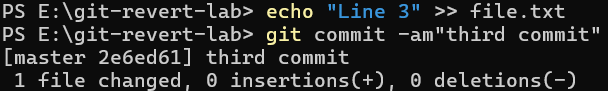 PS E:\git-revert-lab> echo "Line 3" >> file.txt
PS E:\git-revert-lab> git commit -am"third commit"
[master 2e6ed61] third commit
 1 file changed, 0 insertions(+), 0 deletions(-)